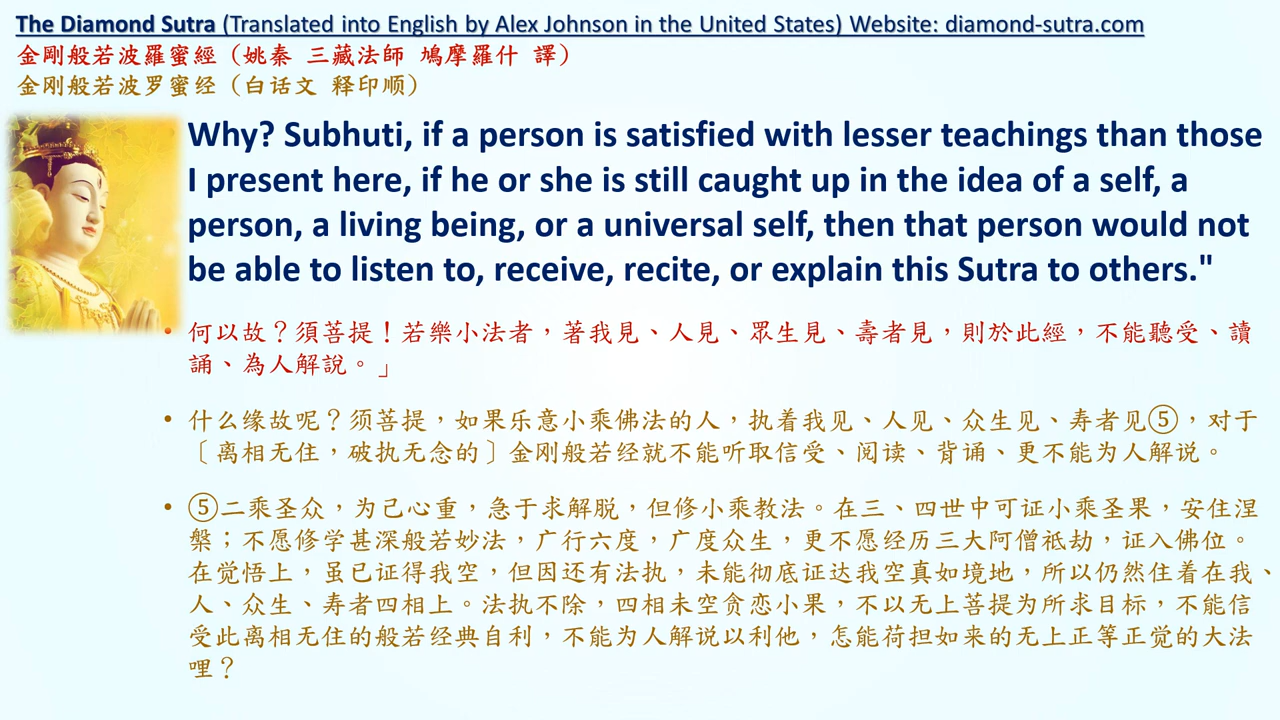 The Diamond Sutra (Translated into English by Alex Johnson in the United States) Website: diamond-sutra.com
金剛般若波羅蜜經 (姚秦 三藏法師 鳩摩羅什 譯)
金刚般若波罗蜜经 (白话文 释印顺)
Why? Subhuti, if a person is satisfied with lesser teachings than those
I present here, if he or she is still caught up in the idea of a self, a
person, a living being, or a universal self, then that person would not
be able to listen to, receive, recite, or explain this Sutra to others."
• 何以故？須菩提！若樂小法者，著我見、人見、眾生見、壽者見，則於此經，不能聽受、讀
誦、為人解說。」
• 什么缘故呢？须菩提，如果乐意小乘佛法的人，执着我见、人见、众生见、寿者见⑤，对于
〔离相无住，破执无念的〕金刚般若经就不能听取信受、阅读、背诵、更不能为人解说。
• ⑤二乘圣众，为己心重，急于求解脱，但修小乘教法。在三、四世中可证小乘圣果，安住涅
槃；不愿修学甚深般若妙法，广行六度，广度众生，更不愿经历三大阿僧祇劫，证入佛位。
在觉悟上，虽已证得我空，但因还有法执，未能彻底证达我空真如境地，所以仍然住着在我、
人、众生、寿者四相上。法执不除，四相未空贪恋小果，不以无上菩提为所求目标，不能信
受此离相无住的般若经典自利，不能为人解说以利他，怎能荷担如来的无上正等正觉的大法
哩？